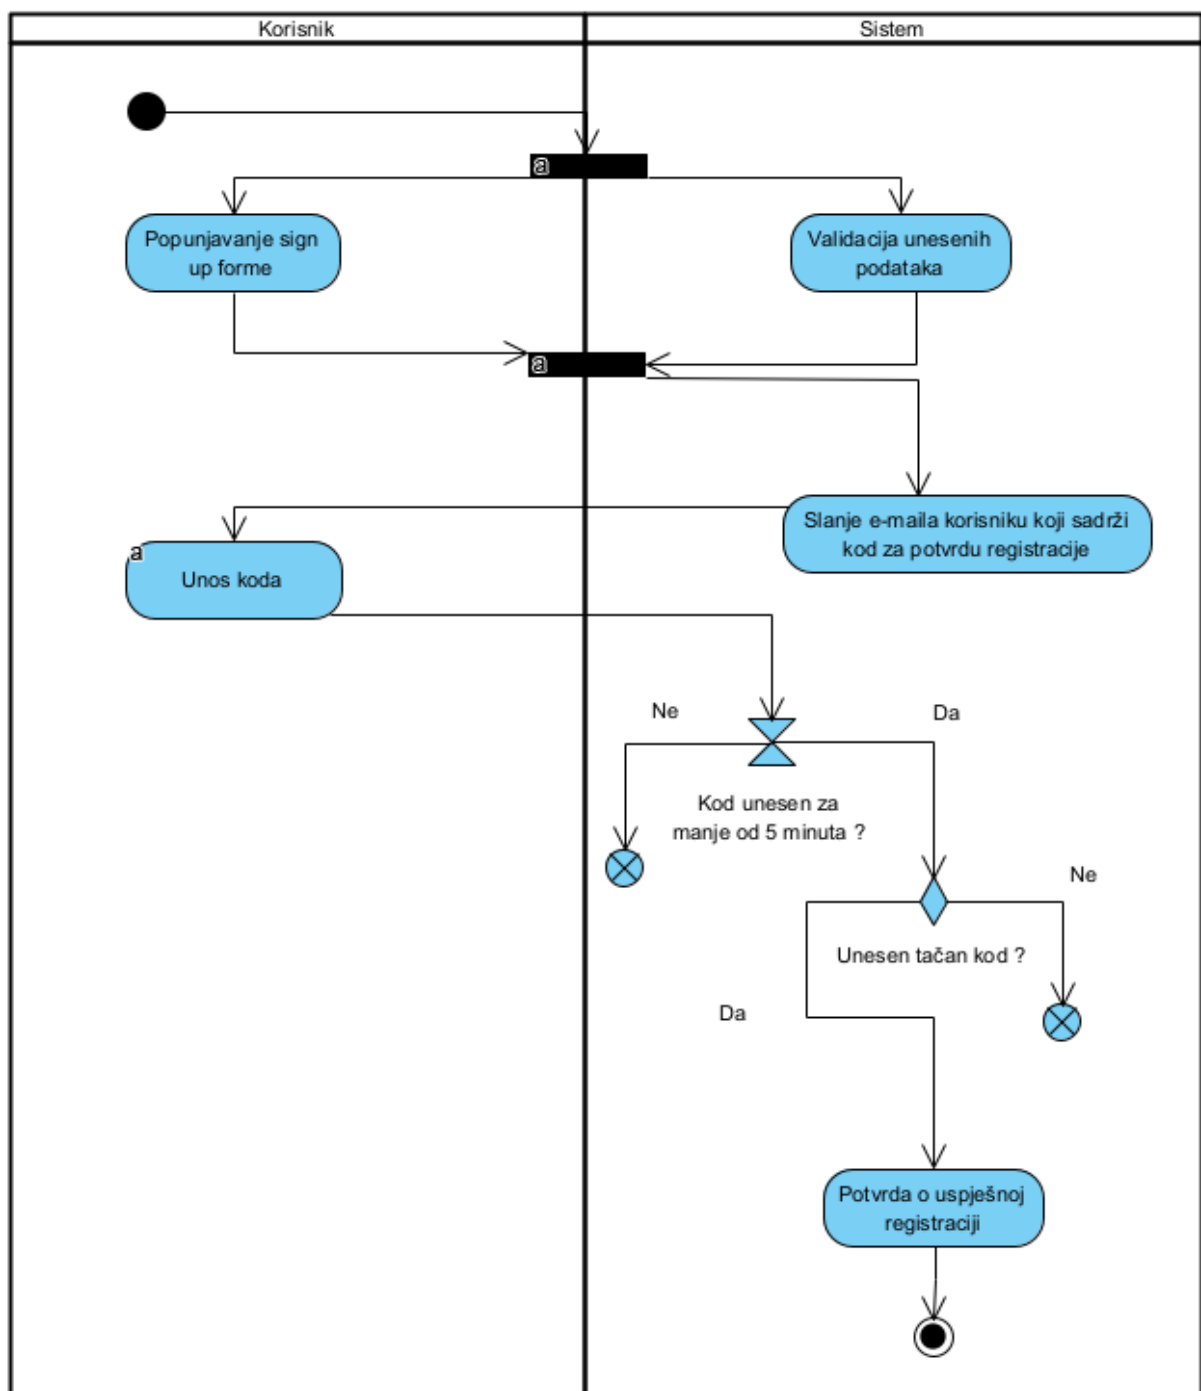 Korisnik
Sistem
a
Popunjavanje sign
up forme
Validacija unesenih
podataka
a
Slanje e-maila korisniku koji sadrži
kod za potvrdu registracije
a
Unos koda
Ne
Da
Kod unesen za
manje od 5 minuta ?
Ne
Unesen tačan kod ?
Da
Potvrda o uspješnoj
registraciji